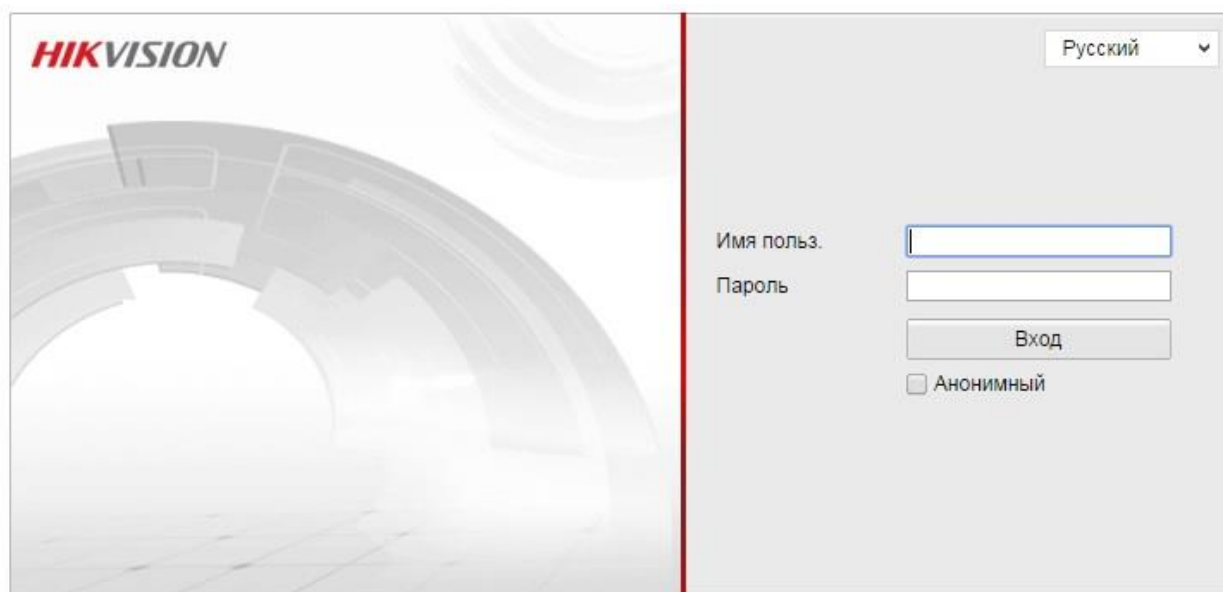 HIKVISION
Русский
Имя польз.
Пароль
Вход
Анонимный